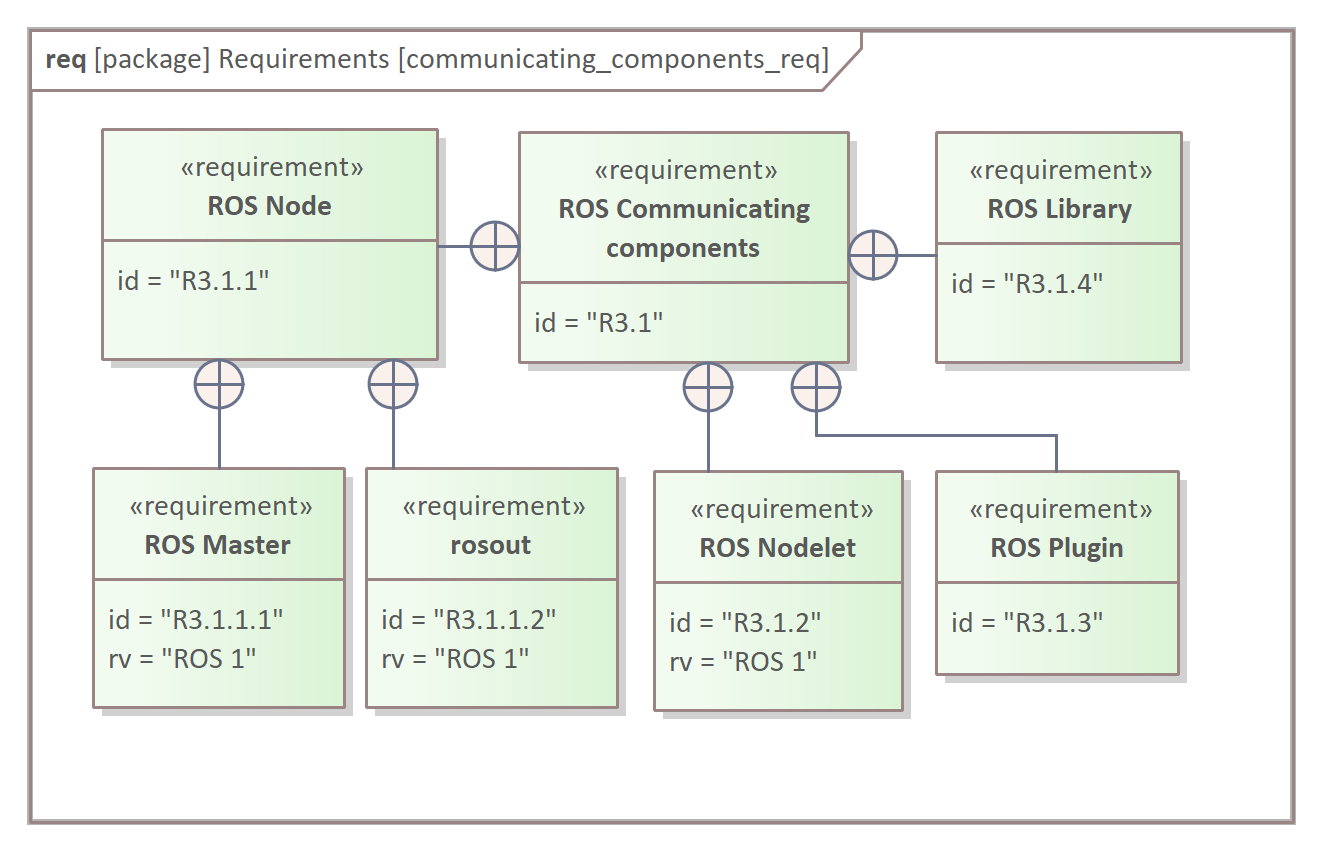 req [package] Requirements [communicating_components_req]
«requirement»
ROS Node
id = "R3.1.1"
«requirement»
ROS Communicating
components
id = "R3.1"
«requirement»
ROS Library
id = "R3.1.4"
«requirement»
ROS Master
id = "R3.1.1.1"
rv = "ROS 1"
«requirement»
rosout
id = "R3.1.1.2"
rv = "ROS 1"
«requirement»
ROS Nodelet
id = "R3.1.2"
rv = "ROS 1"
«requirement»
ROS Plugin
id = "R3.1.3"